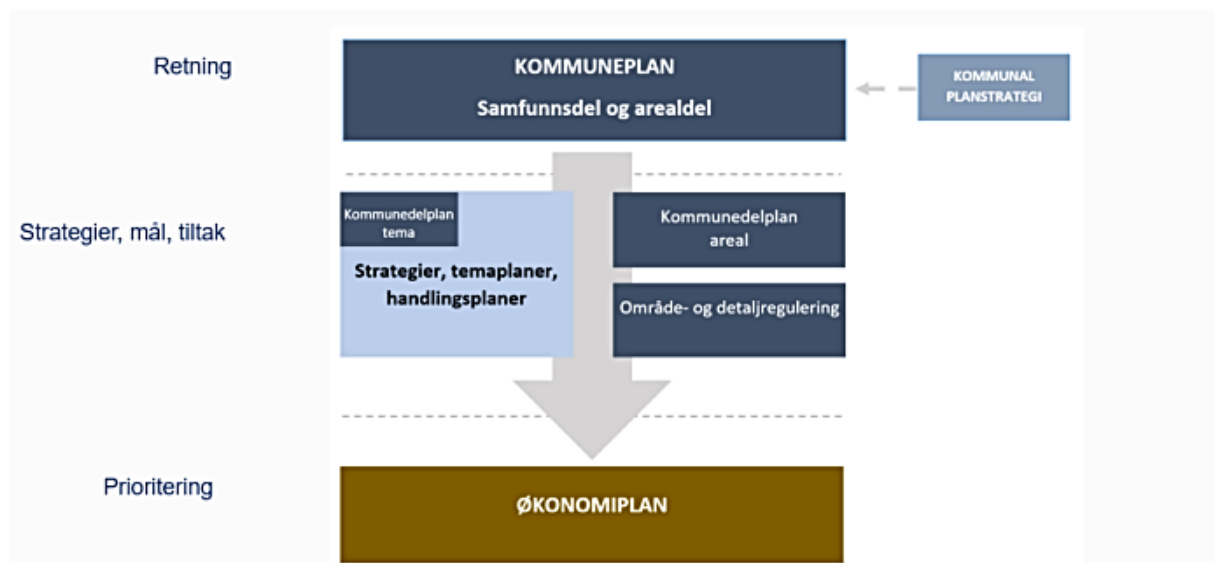 Retning
KOMMUNEPLAN
Samfunnsdel og arealdel
KOMMUNAL
PLANSTRATEGI
Strategier, mål, tiltak
Kommunedelplan
tema
Strategier, temaplaner,
handlingsplaner
Kommunedelplan
areal
Område- og detaljregulering
Prioritering
ØKONOMIPLAN